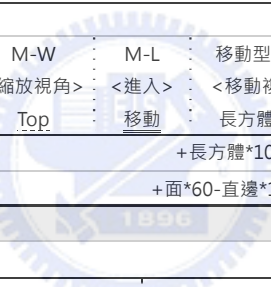 M-W : M-L : 移動型
縮放視角> : <進入> : <移動複
Top : 移動 : 長方體
+長方體*10
+面*60-直邊*1
1896